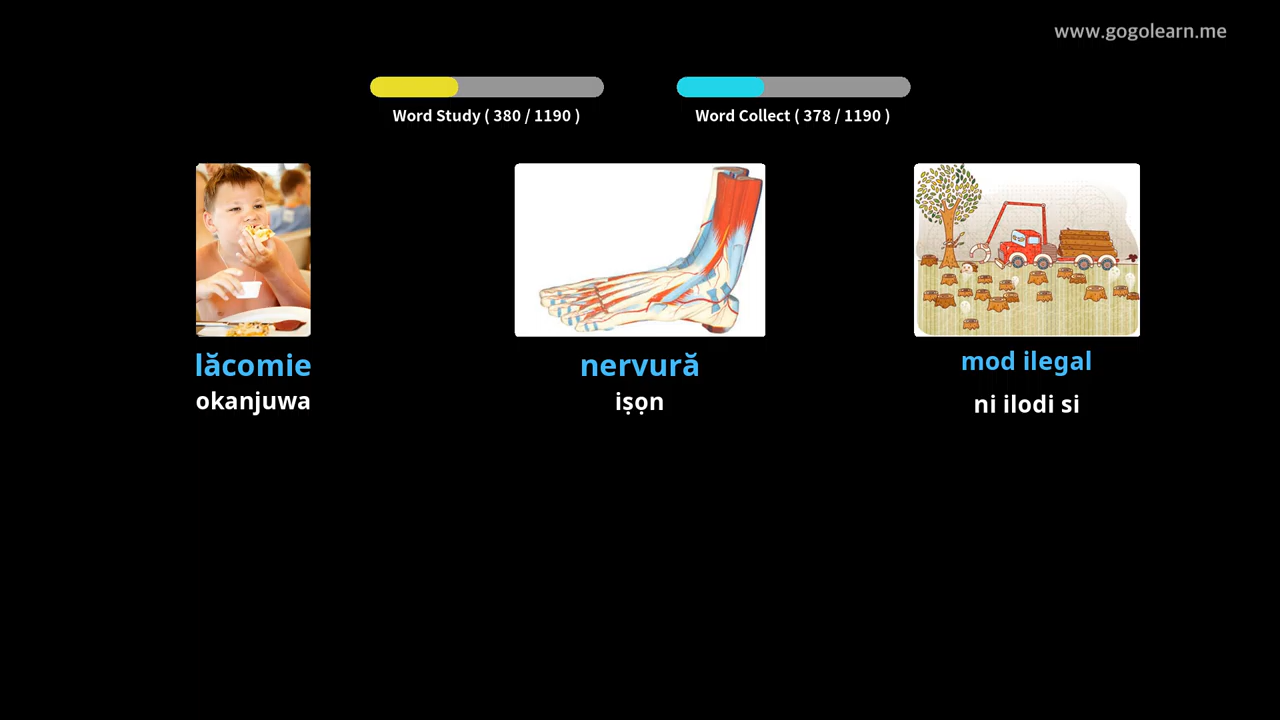 www.gogolearn.me
Word Study ( 380 / 1190 )
Word Collect ( 378 / 1190 )
lăcomie
okanjuwa
nervură
iṣọn
mod ilegal
ni ilodi si